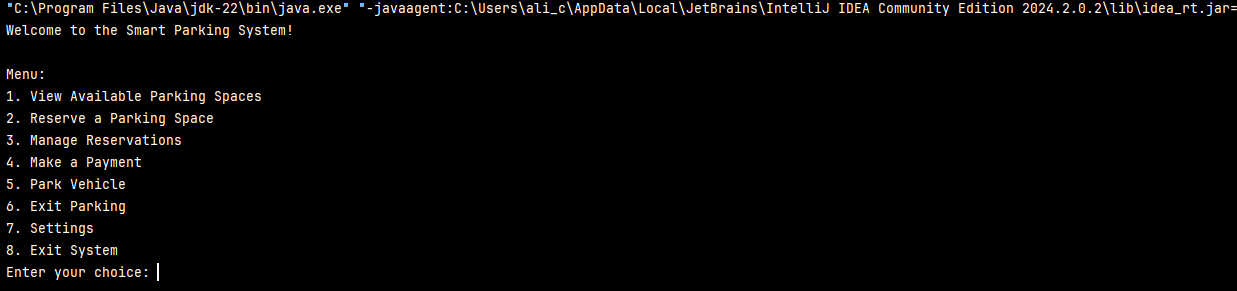 "C:\Program Files\Java\jdk-22\bin\java.exe" "-javaagent:C:\Users\ali_c\AppData\Local\JetBrains\IntelliJ IDEA Community Edition 2024.2.0.2\lib\idea_rt.jar=
Welcome to the Smart Parking System!
Menu:
1. View Available Parking Spaces
2. Reserve a Parking Space
3. Manage Reservations
4. Make a Payment
5. Park Vehicle
6. Exit Parking
7. Settings
8. Exit System
Enter your choice: